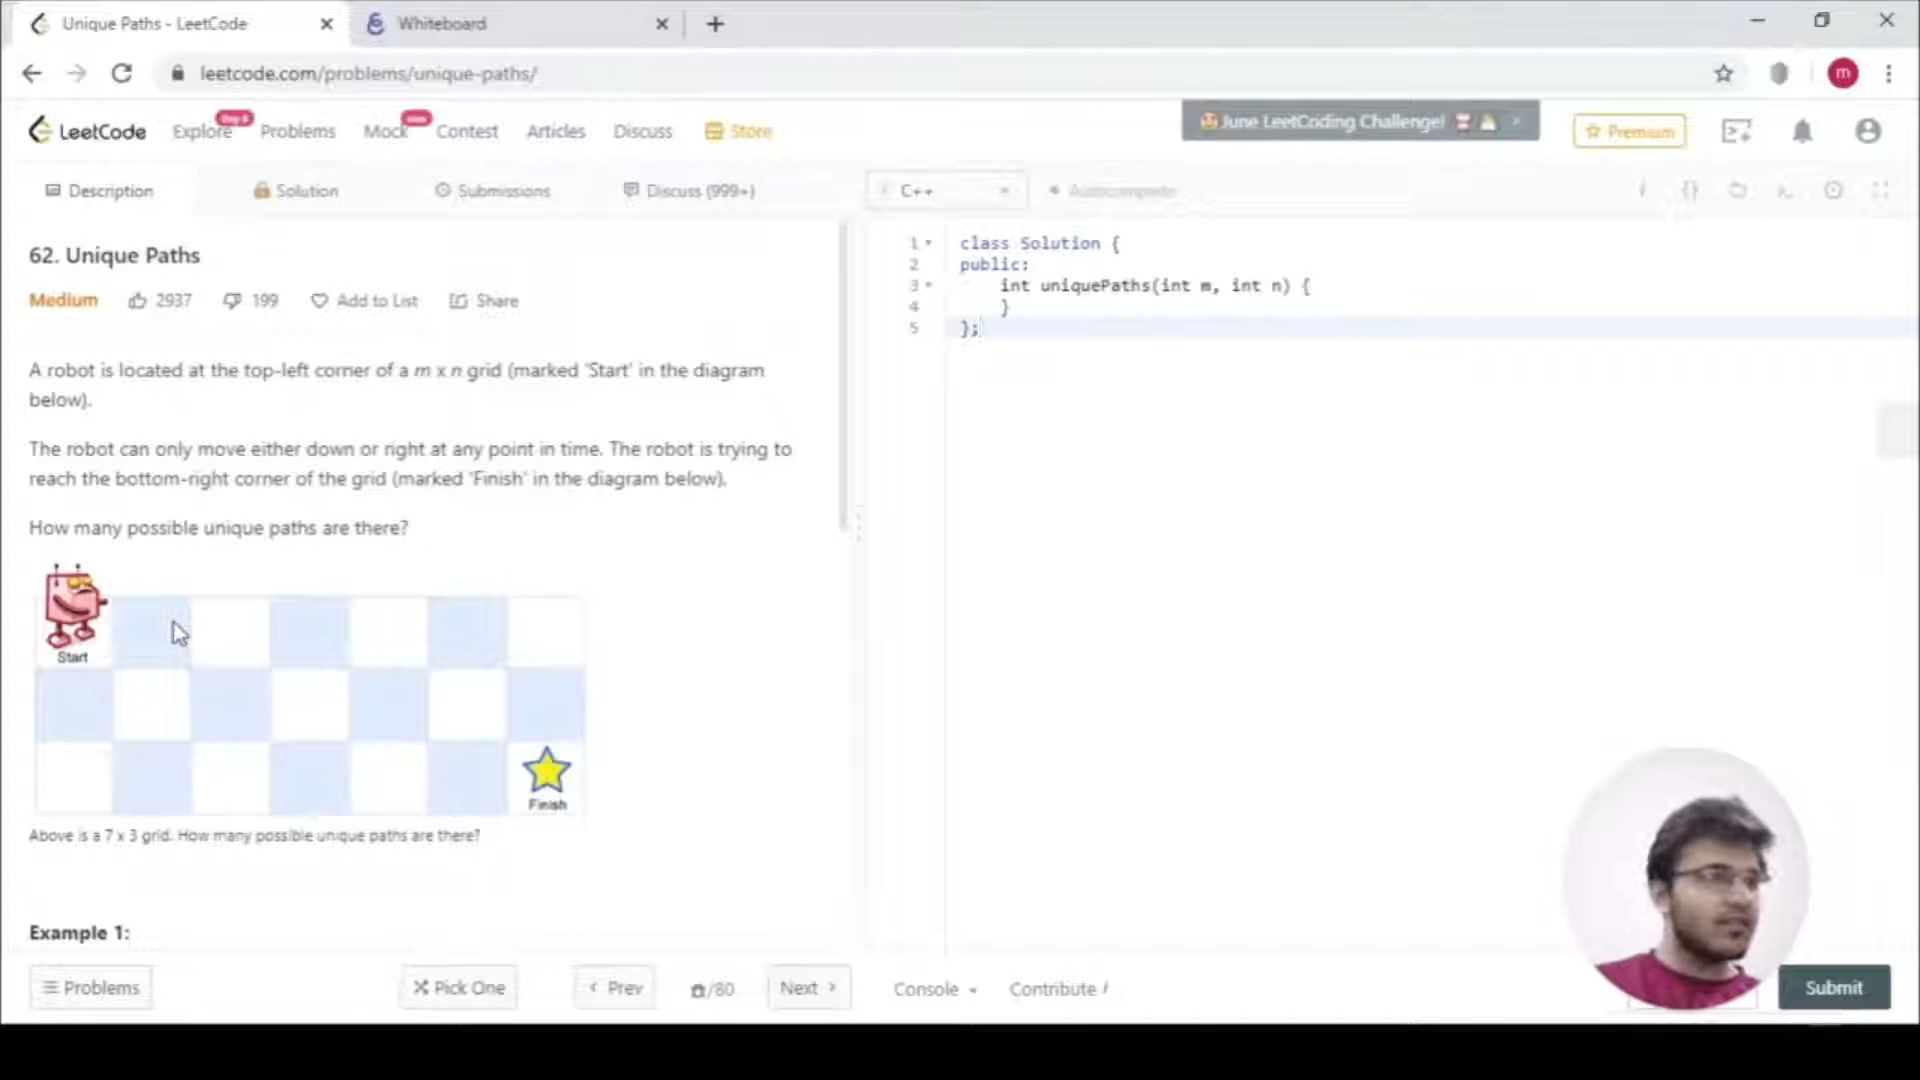 Unique Paths - LeetCode
Whiteboard
leetcode.com/problems/unique-paths/
m
LeetCode
Explore
Problems
Mock
Contest
Articles
Discuss
Store
June LeetCoding Challenge!
Premium
Description
Solution
Submissions
Discuss (999+)
C++
Autocomplete
62. Unique Paths
Medium
2937
199
Add to List
Share
A robot is located at the top-left corner of a m x n grid (marked 'Start' in the diagram
below).
The robot can only move either down or right at any point in time. The robot is trying to
reach the bottom-right corner of the grid (marked 'Finish' in the diagram below).
How many possible unique paths are there?
Start
Finish
Above is a 7 x 3 grid. How many possible unique paths are there?
Example 1:
1
class Solution {
2
public:
3
int uniquePaths(int m, int n) {
4
}
5
};
Problems
Pick One
Prev
/80
Next
Console
Contribute
Submit